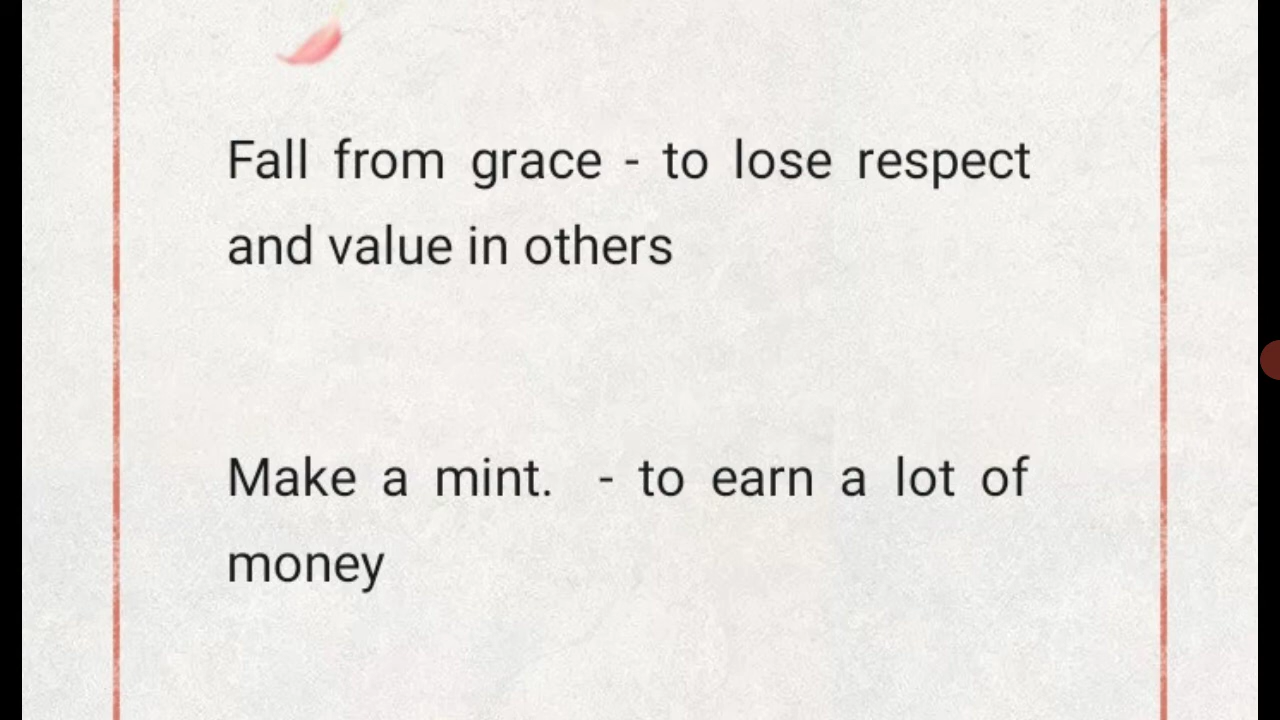 Fall from grace - to lose respect
and value in others
Make a mint. - to earn a lot of
money